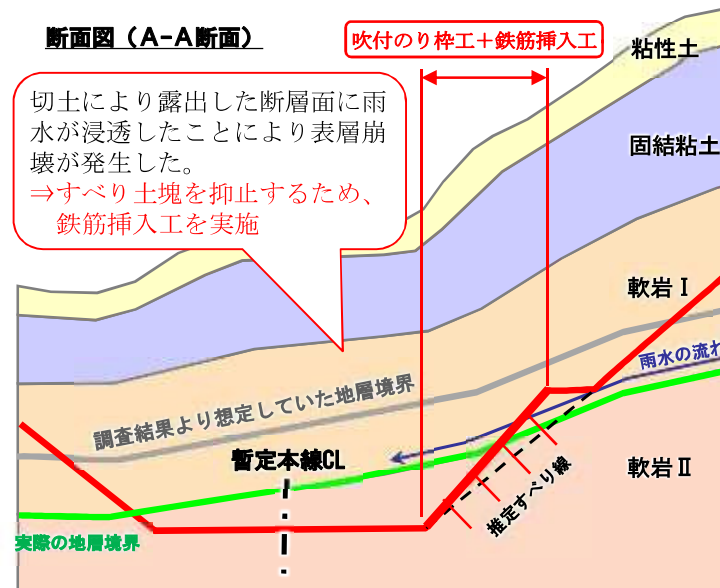 断面図(A-A断面)
吹付のり枠工+鉄筋挿入工
粘性土
切土により露出した断層面に雨
水が浸透したことにより表層崩
壊が発生した。
⇒すべり土塊を抑止するため、
鉄筋挿入工を実施
固結粘土
軟岩Ⅰ
雨水の流れ
調査結果より想定していた地層境界
暫定本線CL
軟岩Ⅱ
推定すべり線
実際の地層境界